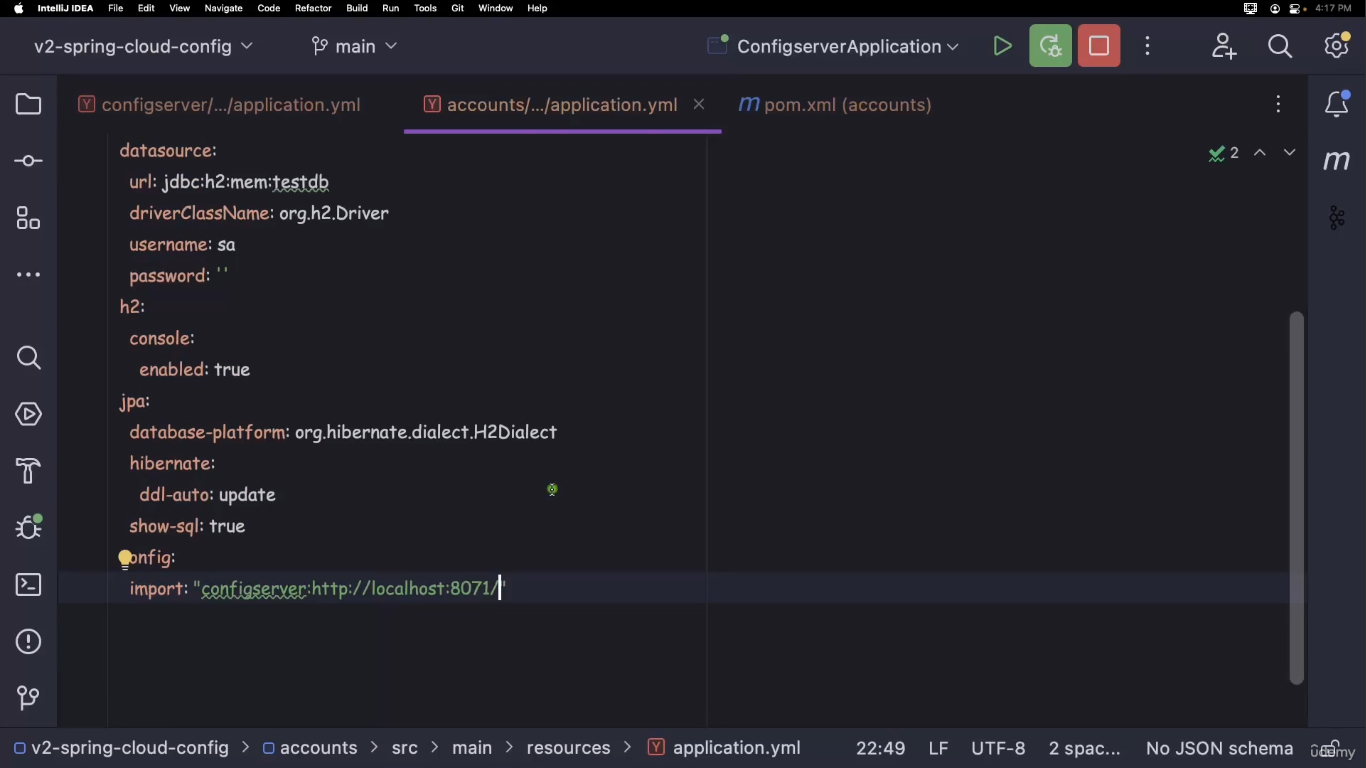 IntelliJ IDEA File Edit View Navigate Code Refactor Build Run Tools Git Window Help 4:17 PM
v2-spring-cloud-config main ConfigserverApplication
configserver/.../application.yml accounts/.../application.yml pom.xml (accounts)
datasource:
2
url: jdbc:h2:mem:testdb
driverClassName: org.h2.Driver
username: sa
password: ''
h2:
console:
enabled: true
jpa:
database-platform: org.hibernate.dialect.H2Dialect
hibernate:
ddl-auto: update
show-sql: true
onfig:
import: "configserver:http://localhost:8071/"
v2-spring-cloud-config > accounts > src > main > resources > application.yml 22:49 LF UTF-8 2 spac... No JSON schema
udemy